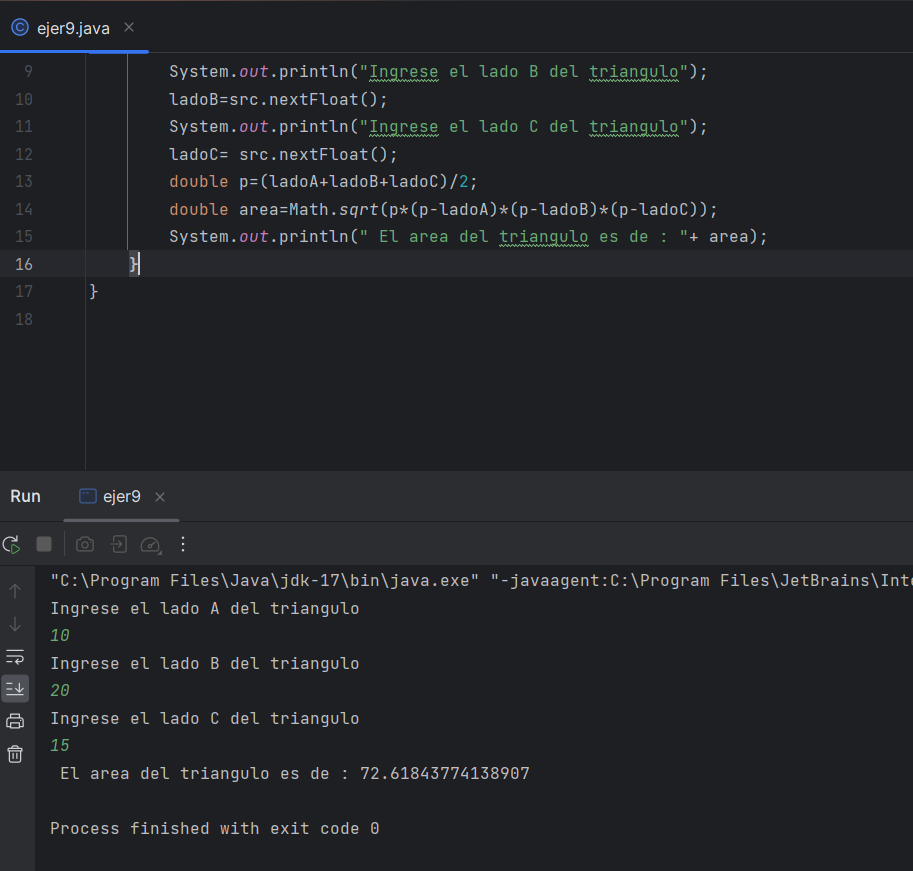 ejer9.java
9 System.out.println("Ingrese el lado B del triangulo");
10 ladoB=src.nextFloat();
11 System.out.println("Ingrese el lado C del triangulo");
12 ladoC= src.nextFloat();
13 double p=(ladoA+ladoB+ladoC)/2;
14 double area=Math.sqrt(p*(p-ladoA)*(p-ladoB)*(p-ladoC));
15 System.out.println(" El area del triangulo es de : "+ area);
16 }
17 }
18
Run ejer9
"C:\Program Files\Java\jdk-17\bin\java.exe" "-javaagent:C:\Program Files\JetBrains\Inte
Ingrese el lado A del triangulo
10
Ingrese el lado B del triangulo
20
Ingrese el lado C del triangulo
15
El area del triangulo es de : 72.61843774138907
Process finished with exit code 0